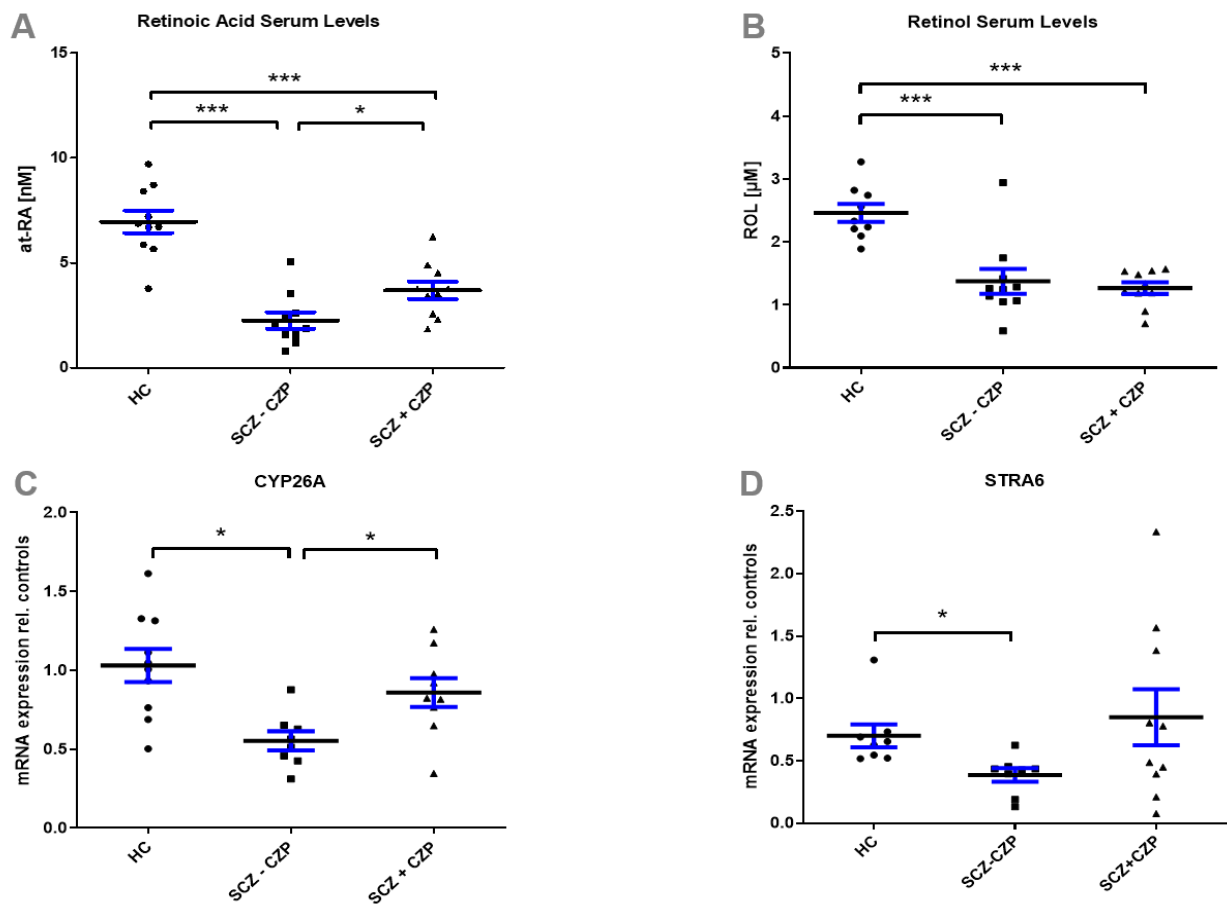 A
Retinoic Acid Serum Levels
15
10
5
0
at-RA [nM]
***
***
*
HC
SCZ - CZP
SCZ + CZP
B
Retinol Serum Levels
5
4
3
2
1
0
ROL [µM]
***
***
HC
SCZ - CZP
SCZ + CZP
C
CYP26A
2.0
1.5
1.0
0.5
0.0
mRNA expression rel. controls
*
*
HC
SCZ - CZP
SCZ + CZP
D
STRA6
2.5
2.0
1.5
1.0
0.5
0.0
mRNA expression rel. controls
*
HC
SCZ-CZP
SCZ+CZP